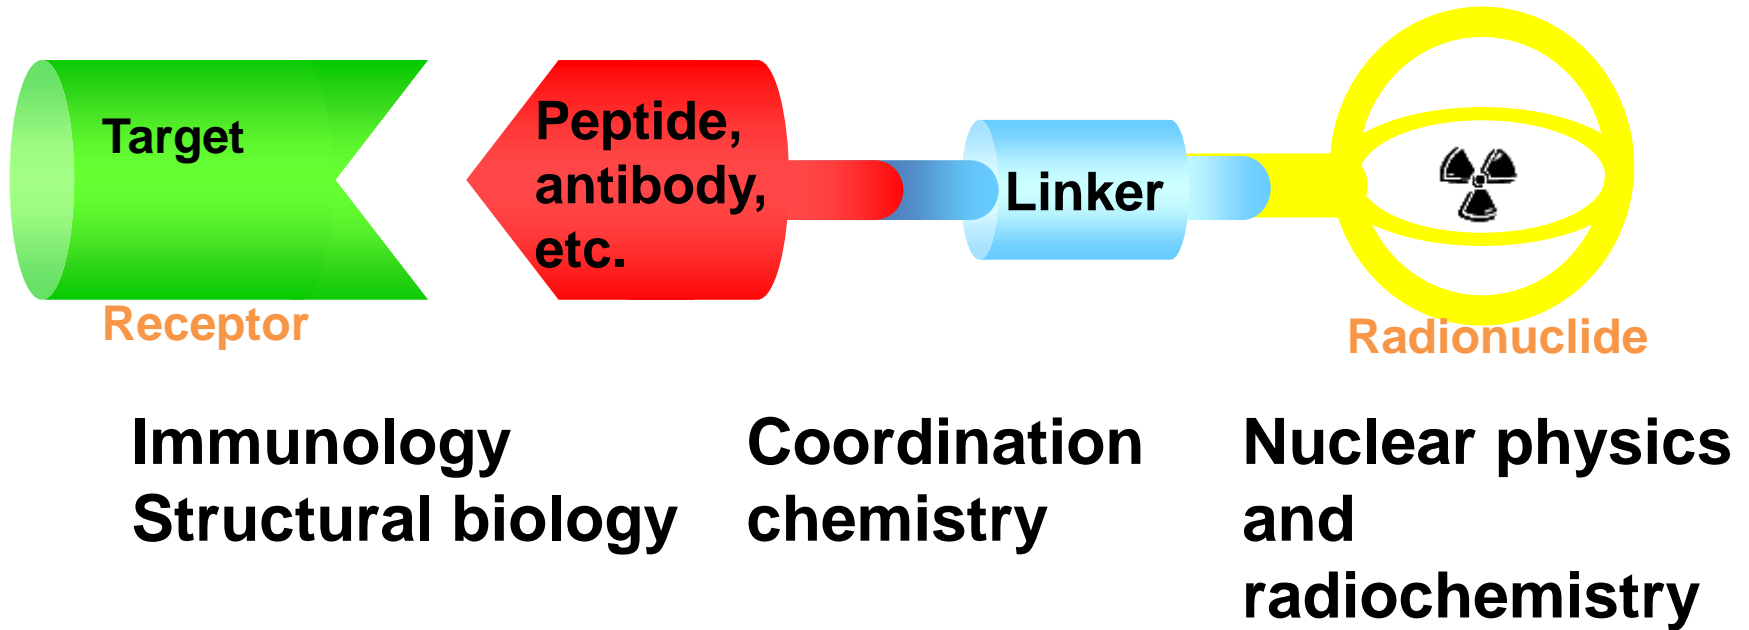 Target
Peptide,
antibody,
etc.
Linker
Receptor
Radionuclide
Immunology
Structural biology
Coordination
chemistry
Nuclear physics
and
radiochemistry